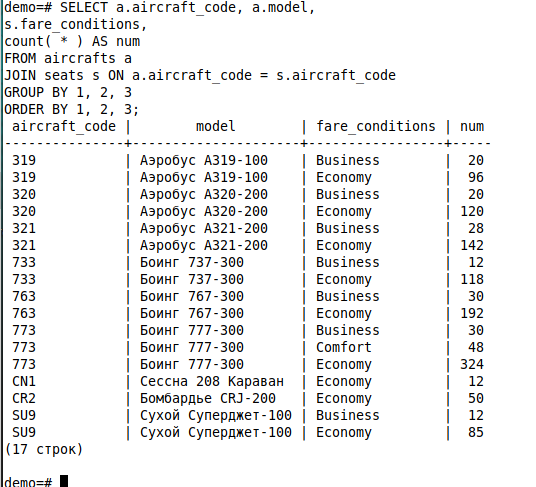 demo=# SELECT a.aircraft_code, a.model,
s.fare_conditions,
count( * ) AS num
FROM aircrafts a
JOIN seats s ON a.aircraft_code = s.aircraft_code
GROUP BY 1, 2, 3
ORDER BY 1, 2, 3;
 aircraft_code |        model        | fare_conditions | num
---------------+---------------------+-----------------+-----
 319           | Аэробус A319-100    | Business        |  20
 319           | Аэробус A319-100    | Economy         |  96
 320           | Аэробус A320-200    | Business        |  20
 320           | Аэробус A320-200    | Economy         | 120
 321           | Аэробус A321-200    | Business        |  28
 321           | Аэробус A321-200    | Economy         | 142
 733           | Боинг 737-300       | Business        |  12
 733           | Боинг 737-300       | Economy         | 118
 763           | Боинг 767-300       | Business        |  30
 763           | Боинг 767-300       | Economy         | 192
 773           | Боинг 777-300       | Business        |  30
 773           | Боинг 777-300       | Comfort         |  48
 773           | Боинг 777-300       | Economy         | 324
 CN1           | Сессна 208 Караван  | Economy         |  12
 CR2           | Бомбардье CRJ-200   | Economy         |  50
 SU9           | Сухой Суперджет-100 | Business        |  12
 SU9           | Сухой Суперджет-100 | Economy         |  85
(17 строк)
demo=#